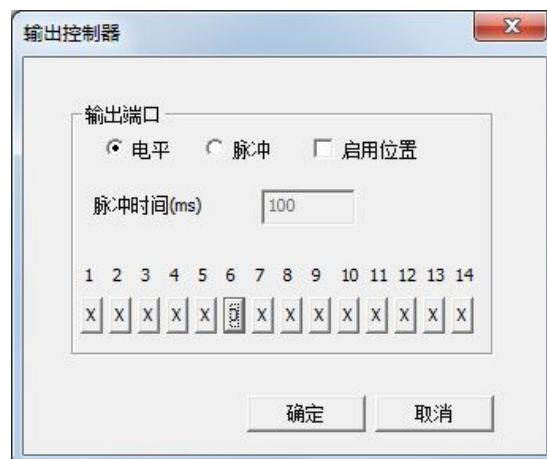 输出控制器
输出端口
电平 脉冲 启用位置
脉冲时间(ms) 100
1 2 3 4 5 6 7 8 9 10 11 12 13 14
X X X X X X X X X X X X X
确定 取消